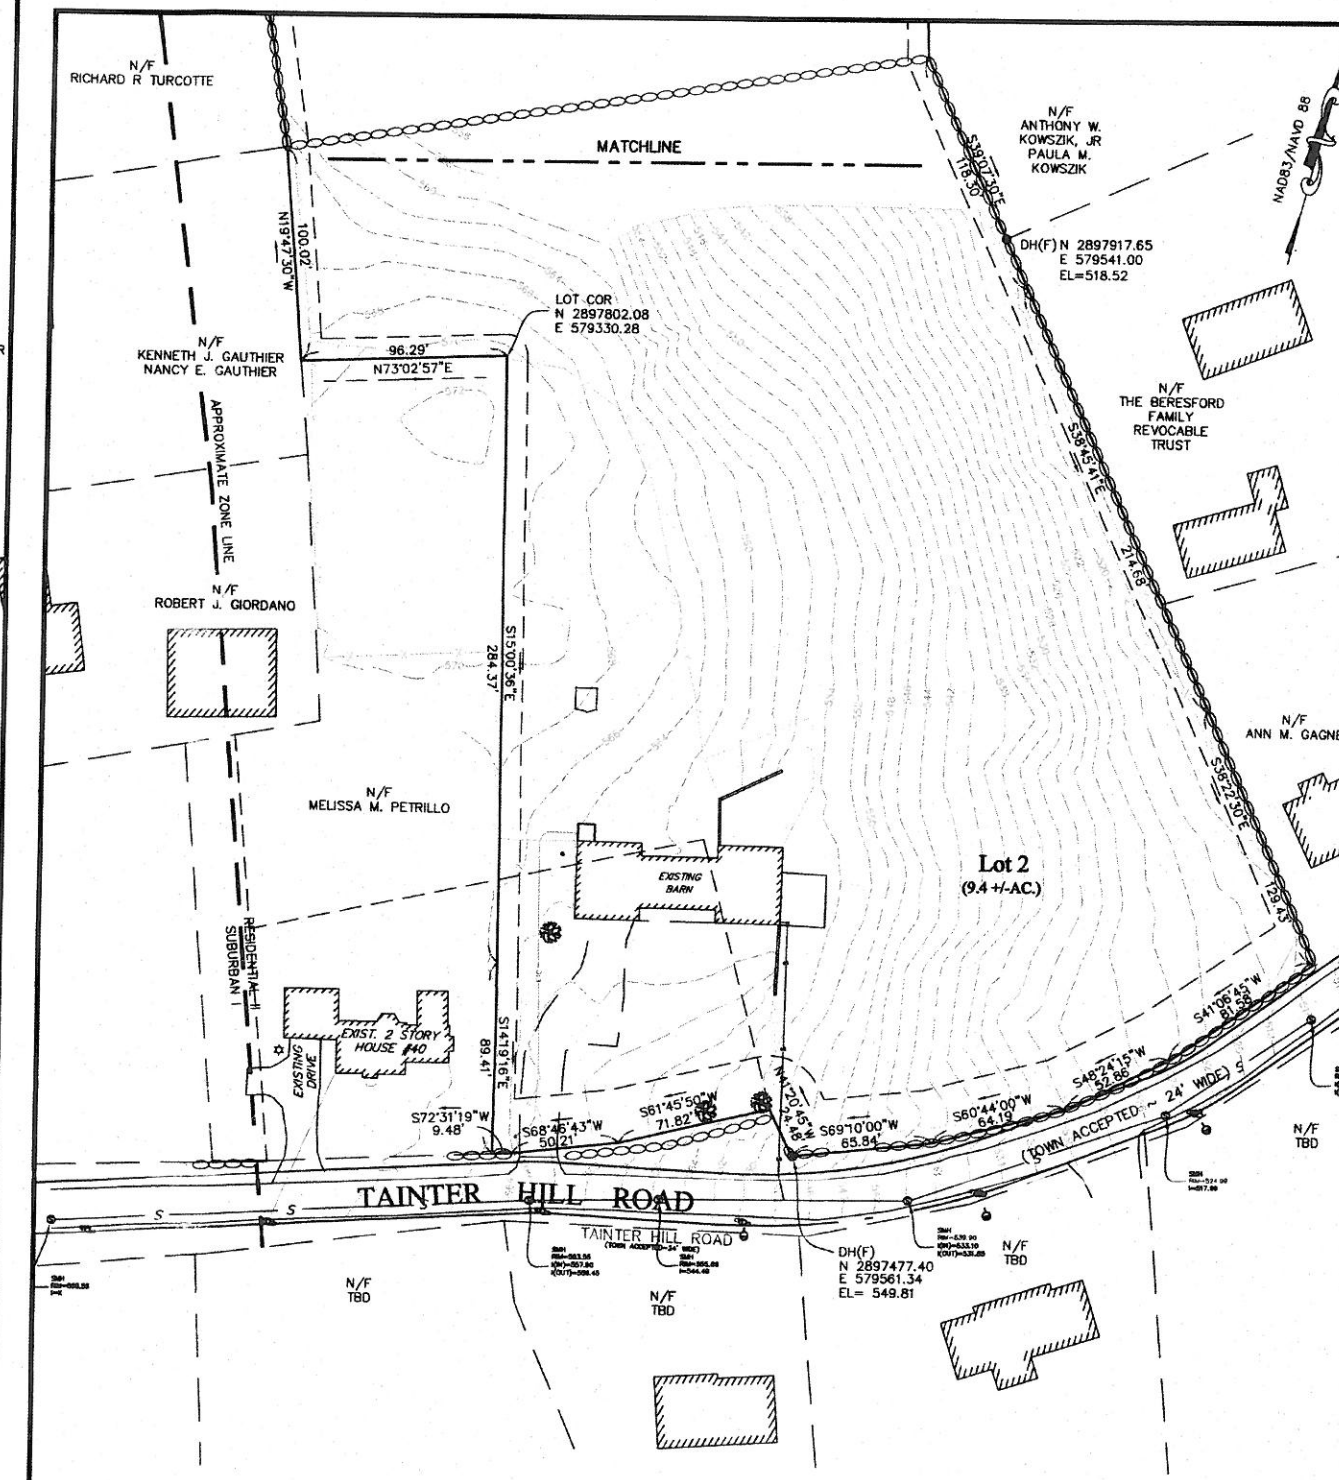 N/F
RICHARD R TURCOTTE
MATCHLINE
N/F
ANTHONY W.
KOWSZIK, JR
PAULA M.
KOWSZIK
NAD83/NAVD 88
S39°07'30"E
118.30'
N19°47'30"W
100.02'
DH(F) N 2897917.65
E 579541.00
EL=518.52
LOT COR
N 2897802.08
E 579330.28
N/F
KENNETH J. GAUTHIER
NANCY E. GAUTHIER
96.29'
N73°02'57"E
N/F
THE BERESFORD
FAMILY
REVOCABLE
TRUST
APPROXIMATE ZONE LINE
S38°45'41"E
214.68'
N/F
ROBERT J. GIORDANO
S15°00'36"E
284.37'
N/F
ANN M. GAGNE
S38°22'30"E
129.43'
N/F
MELISSA M. PETRILLO
EXISTING
BARN
Lot 2
(9.4 +/-AC.)
RESIDENTIAL II
SUBURBAN I
EXIST. 2 STORY
HOUSE #40
EXISTING
DRIVE
S14°19'16"E
89.41'
S41°06'45"W
81.58'
S48°24'15"W
52.86'
S60°44'00"W
64.19'
S69°10'00"W
65.84'
N41°20'45"W
24.48'
S61°45'50"W
71.82'
S68°46'43"W
50.21'
S72°31'19"W
9.48'
(TOWN ACCEPTED ~ 24' WIDE)
S
N/F
TBD
TAINTER HILL ROAD
S
S
S
TAINTER HILL ROAD
DH(F)
N 2897477.40
E 579561.34
EL= 549.81
N/F
TBD
N/F
TBD
N/F
TBD